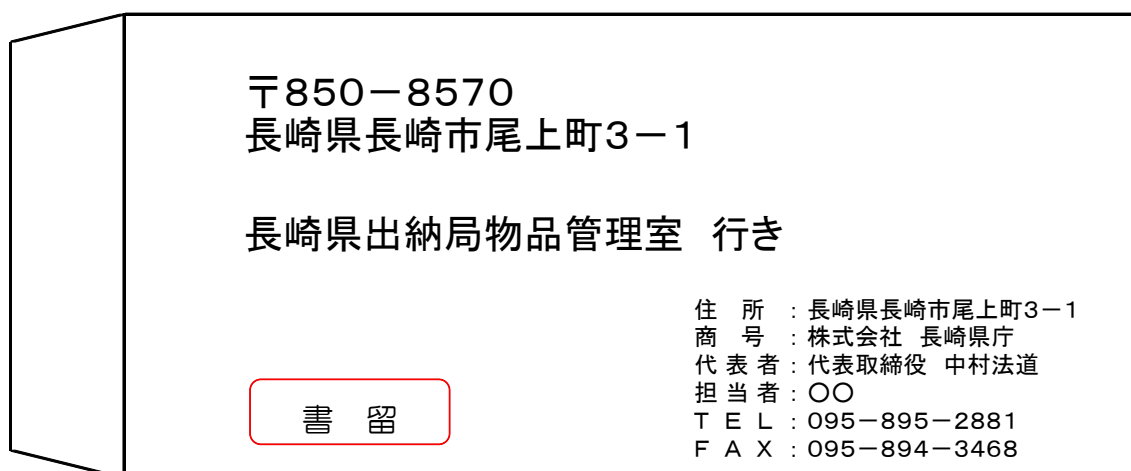 〒850－8570
長崎県長崎市尾上町3－1
長崎県出納局物品管理室　行き
住　所　：長崎県長崎市尾上町3－1
商　号　：株式会社　長崎県庁
代 表 者：代表取締役　中村法道
担 当 者：〇〇
Ｔ Ｅ Ｌ：095－895－2881
Ｆ Ａ Ｘ：095－894－3468
書　留